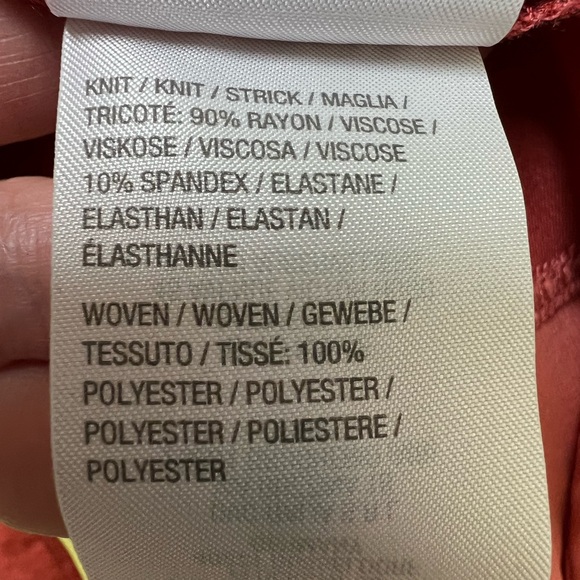 KNIT / KNIT / STRICK / MAGLIA /
TRICOTÉ: 90% RAYON / VISCOSE /
VISKOSE / VISCOSA / VISCOSE
10% SPANDEX / ELASTANE /
ELASTHAN / ELASTAN /
ÉLASTHANNE
WOVEN / WOVEN / GEWEBE /
TESSUTO / TISSÉ: 100%
POLYESTER / POLYESTER /
POLYESTER / POLIESTERE /
POLYESTER